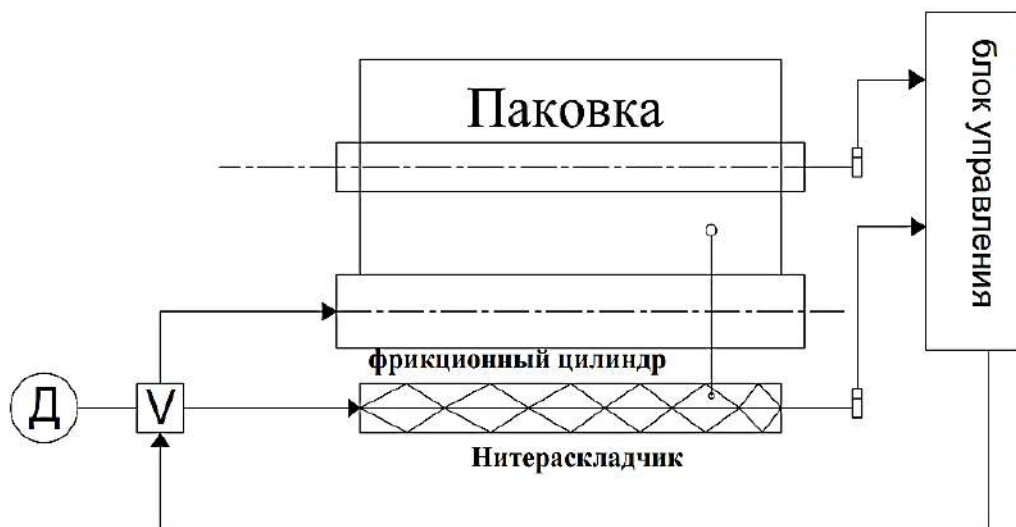 Паковка
блок управления
фрикционный цилиндр
Д
V
Нитераскладчик